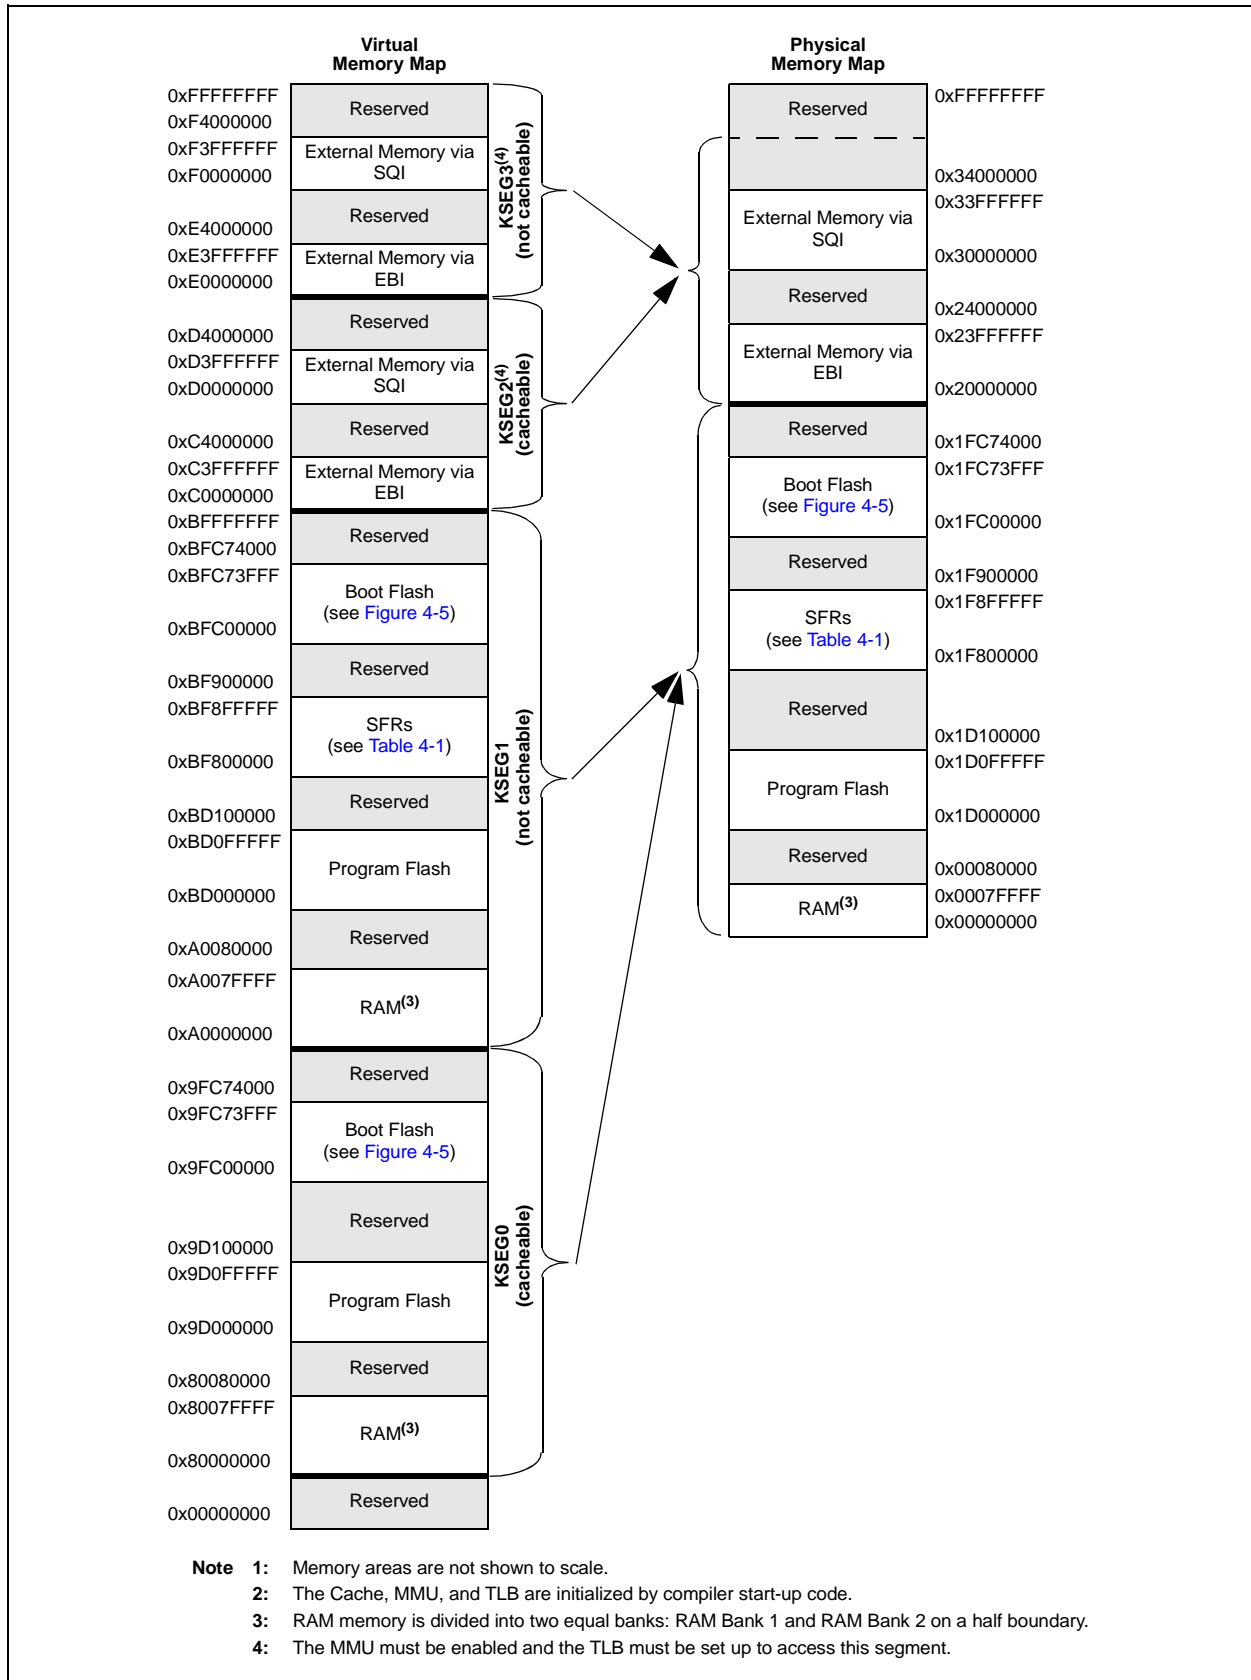 Virtual
Memory Map
0xFFFFFFFF
Reserved
0xF4000000
0xF3FFFFFF
External Memory via
SQI
0xF0000000
Reserved
0xE4000000
0xE3FFFFFF
External Memory via
EBI
0xE0000000
KSEG3(4)
(not cacheable)
Reserved
0xD4000000
0xD3FFFFFF
External Memory via
SQI
0xD0000000
Reserved
0xC4000000
0xC3FFFFFF
External Memory via
EBI
0xC0000000
KSEG2(4)
(cacheable)
0xBFFFFFFF
Reserved
0xBFC74000
0xBFC73FFF
Boot Flash
(see Figure 4-5)
0xBFC00000
Reserved
0xBF900000
0xBF8FFFFF
SFRs
(see Table 4-1)
0xBF800000
Reserved
0xBD100000
0xBD0FFFFF
Program Flash
0xBD000000
Reserved
0xA0080000
0xA007FFFF
RAM(3)
0xA0000000
KSEG1
(not cacheable)
Reserved
0x9FC74000
0x9FC73FFF
Boot Flash
(see Figure 4-5)
0x9FC00000
Reserved
0x9D100000
0x9D0FFFFF
Program Flash
0x9D000000
Reserved
0x80080000
0x8007FFFF
RAM(3)
0x80000000
KSEG0
(cacheable)
Reserved
0x00000000
Physical
Memory Map
0xFFFFFFFF
Reserved
0x34000000
0x33FFFFFF
External Memory via
SQI
0x30000000
Reserved
0x24000000
0x23FFFFFF
External Memory via
EBI
0x20000000
Reserved
0x1FC74000
0x1FC73FFF
Boot Flash
(see Figure 4-5)
0x1FC00000
Reserved
0x1F900000
0x1F8FFFFF
SFRs
(see Table 4-1)
0x1F800000
Reserved
0x1D100000
0x1D0FFFFF
Program Flash
0x1D000000
Reserved
0x00080000
0x0007FFFF
RAM(3)
0x00000000
Note 1: Memory areas are not shown to scale.
2: The Cache, MMU, and TLB are initialized by compiler start-up code.
3: RAM memory is divided into two equal banks: RAM Bank 1 and RAM Bank 2 on a half boundary.
4: The MMU must be enabled and the TLB must be set up to access this segment.